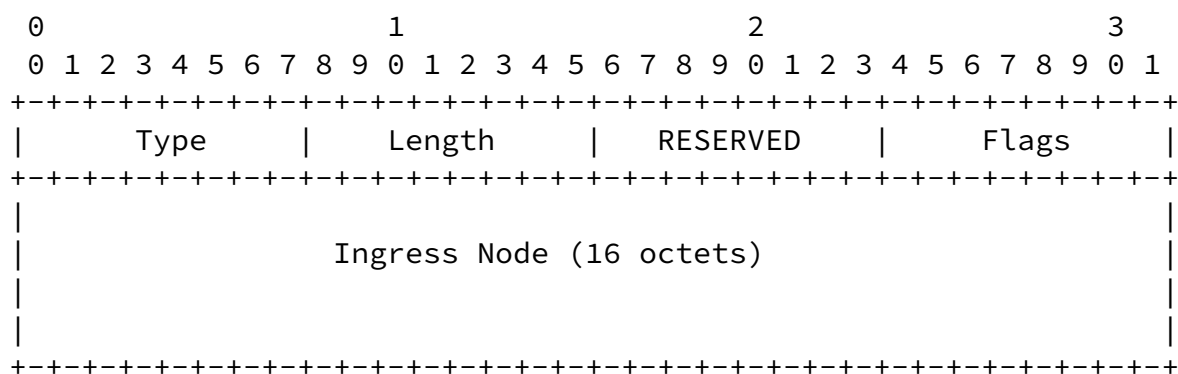 0                   1                   2                   3
0 1 2 3 4 5 6 7 8 9 0 1 2 3 4 5 6 7 8 9 0 1 2 3 4 5 6 7 8 9 0 1
+-+-+-+-+-+-+-+-+-+-+-+-+-+-+-+-+-+-+-+-+-+-+-+-+-+-+-+-+-+-+-+-+
|      Type     |    Length     |   RESERVED    |     Flags     |
+-+-+-+-+-+-+-+-+-+-+-+-+-+-+-+-+-+-+-+-+-+-+-+-+-+-+-+-+-+-+-+-+
|                                                               |
|                 Ingress Node (16 octets)                      |
|                                                               |
|                                                               |
+-+-+-+-+-+-+-+-+-+-+-+-+-+-+-+-+-+-+-+-+-+-+-+-+-+-+-+-+-+-+-+-+